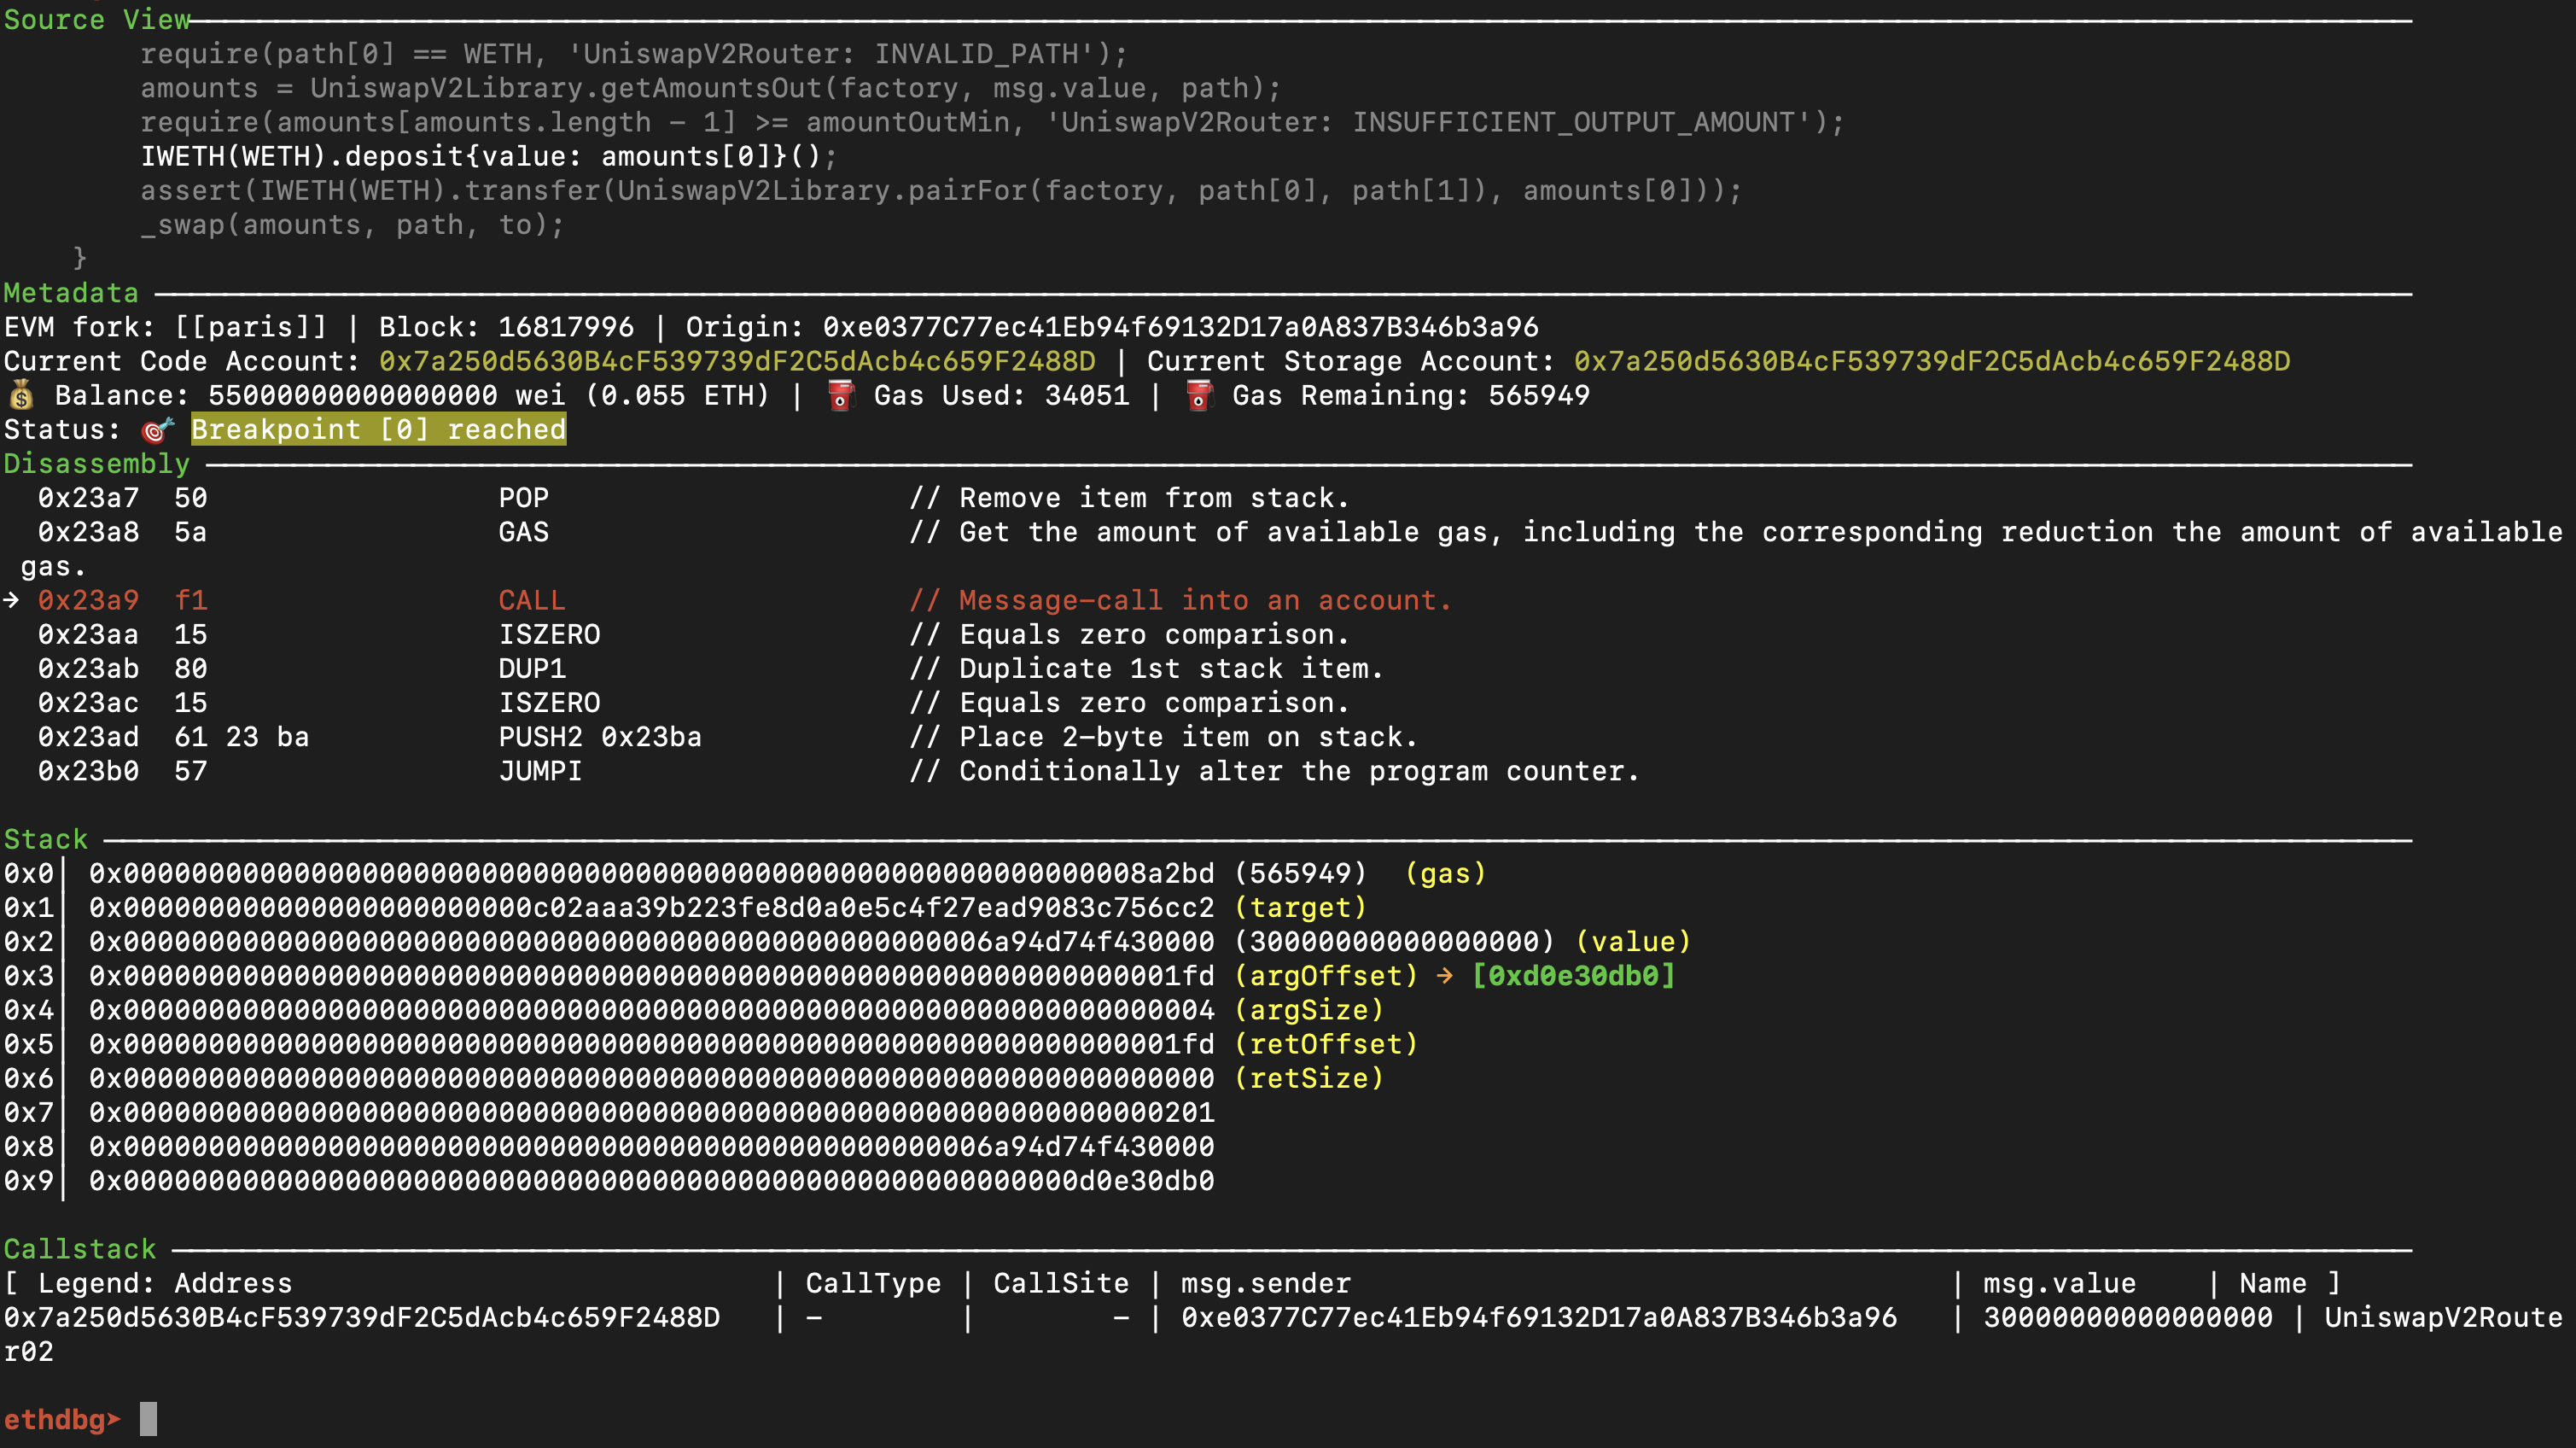 Source View
require(path[0] == WETH, 'UniswapV2Router: INVALID_PATH');
amounts = UniswapV2Library.getAmountsOut(factory, msg.value, path);
require(amounts[amounts.length - 1] >= amountOutMin, 'UniswapV2Router: INSUFFICIENT_OUTPUT_AMOUNT');
IWETH(WETH).deposit{value: amounts[0]}();
assert(IWETH(WETH).transfer(UniswapV2Library.pairFor(factory, path[0], path[1]), amounts[0]));
_swap(amounts, path, to);
}
Metadata
EVM fork: [[paris]] | Block: 16817996 | Origin: 0xe0377C77ec41Eb94f69132D17a0A837B346b3a96
Current Code Account: 0x7a250d5630B4cF539739dF2C5dAcb4c659F2488D | Current Storage Account: 0x7a250d5630B4cF539739dF2C5dAcb4c659F2488D
💰 Balance: 55000000000000000 wei (0.055 ETH) | ⛽ Gas Used: 34051 | ⛽ Gas Remaining: 565949
Status: 🎯 Breakpoint [0] reached
Disassembly
0x23a7 50 POP // Remove item from stack.
0x23a8 5a GAS // Get the amount of available gas, including the corresponding reduction the amount of available
gas.
→ 0x23a9 f1 CALL // Message-call into an account.
0x23aa 15 ISZERO // Equals zero comparison.
0x23ab 80 DUP1 // Duplicate 1st stack item.
0x23ac 15 ISZERO // Equals zero comparison.
0x23ad 61 23 ba PUSH2 0x23ba // Place 2-byte item on stack.
0x23b0 57 JUMPI // Conditionally alter the program counter.
Stack
0x0│ 0x000000000000000000000000000000000000000000000000000000000008a2bd (565949) (gas)
0x1│ 0x000000000000000000000000c02aaa39b223fe8d0a0e5c4f27ead9083c756cc2 (target)
0x2│ 0x000000000000000000000000000000000000000000000000006a94d74f430000 (30000000000000000) (value)
0x3│ 0x00000000000000000000000000000000000000000000000000000000000001fd (argOffset) → [0xd0e30db0]
0x4│ 0x0000000000000000000000000000000000000000000000000000000000000004 (argSize)
0x5│ 0x00000000000000000000000000000000000000000000000000000000000001fd (retOffset)
0x6│ 0x0000000000000000000000000000000000000000000000000000000000000000 (retSize)
0x7│ 0x0000000000000000000000000000000000000000000000000000000000000201
0x8│ 0x000000000000000000000000000000000000000000000000006a94d74f430000
0x9│ 0x00000000000000000000000000000000000000000000000000000000d0e30db0
Callstack
[ Legend: Address | CallType | CallSite | msg.sender | msg.value | Name ]
0x7a250d5630B4cF539739dF2C5dAcb4c659F2488D | - | - | 0xe0377C77ec41Eb94f69132D17a0A837B346b3a96 | 30000000000000000 | UniswapV2Route
r02
ethdbg➤